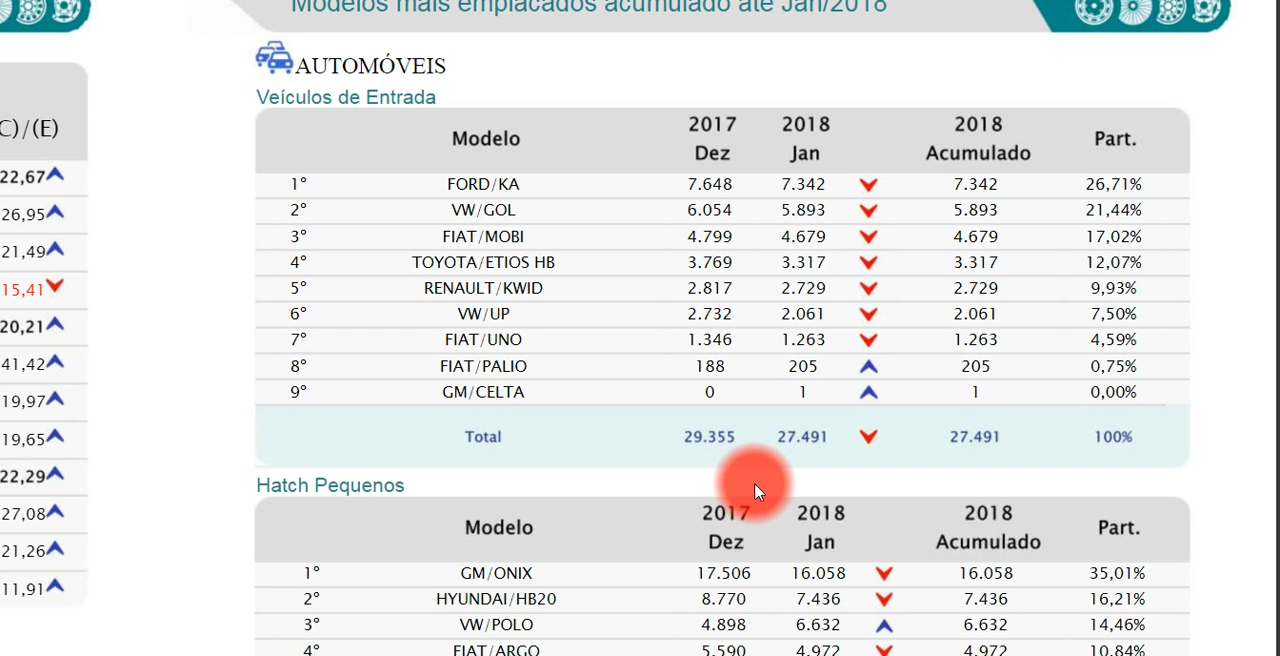 Modelos mais emplacados acumulado até Jan/2018
C)/(E)
22,67
26,95
21,49
15,41
20,21
41,42
19,97
19,65
22,29
27,08
21,26
11,91
AUTOMÓVEIS
Veículos de Entrada
Modelo 2017 Dez 2018 Jan 2018 Acumulado Part.
1° FORD/KA 7.648 7.342 7.342 26,71%
2° VW/GOL 6.054 5.893 5.893 21,44%
3° FIAT/MOBI 4.799 4.679 4.679 17,02%
4° TOYOTA/ETIOS HB 3.769 3.317 3.317 12,07%
5° RENAULT/KWID 2.817 2.729 2.729 9,93%
6° VW/UP 2.732 2.061 2.061 7,50%
7° FIAT/UNO 1.346 1.263 1.263 4,59%
8° FIAT/PALIO 188 205 205 0,75%
9° GM/CELTA 0 1 1 0,00%
Total 29.355 27.491 27.491 100%
Hatch Pequenos
Modelo 2017 Dez 2018 Jan 2018 Acumulado Part.
1° GM/ONIX 17.506 16.058 16.058 35,01%
2° HYUNDAI/HB20 8.770 7.436 7.436 16,21%
3° VW/POLO 4.898 6.632 6.632 14,46%
4° FIAT/ARGO 5.590 4.972 4.972 10,84%